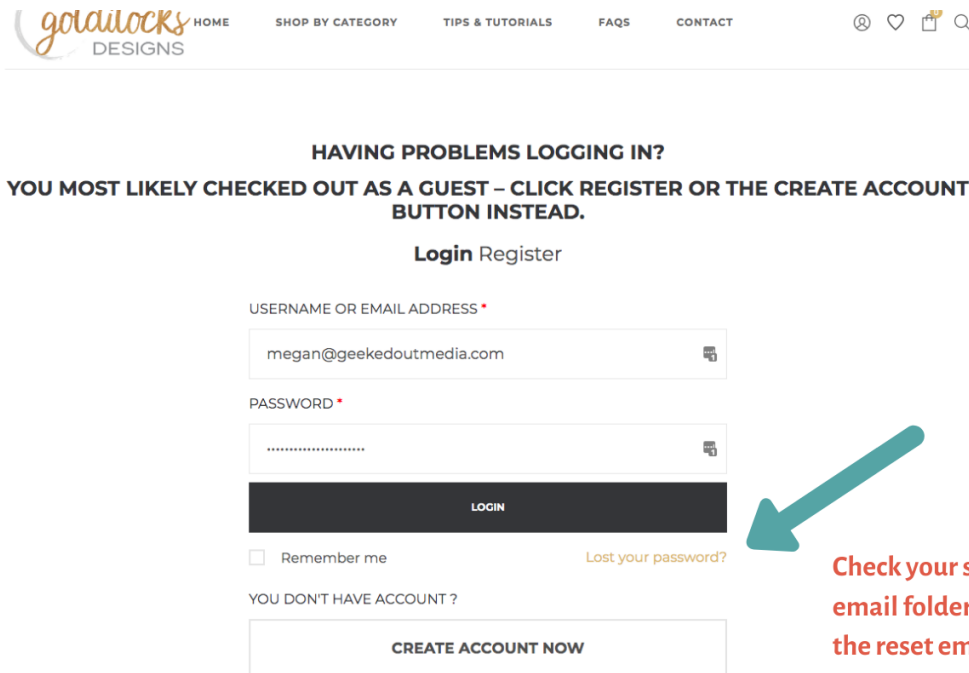 goldilocks
DESIGNS
HOME SHOP BY CATEGORY TIPS & TUTORIALS FAQS CONTACT
HAVING PROBLEMS LOGGING IN?
YOU MOST LIKELY CHECKED OUT AS A GUEST – CLICK REGISTER OR THE CREATE ACCOUNT
BUTTON INSTEAD.
Login Register
USERNAME OR EMAIL ADDRESS *
megan@geekedoutmedia.com
PASSWORD *
LOGIN
Remember me Lost your password?
YOU DON'T HAVE ACCOUNT ?
CREATE ACCOUNT NOW
Check your
email folder
the reset